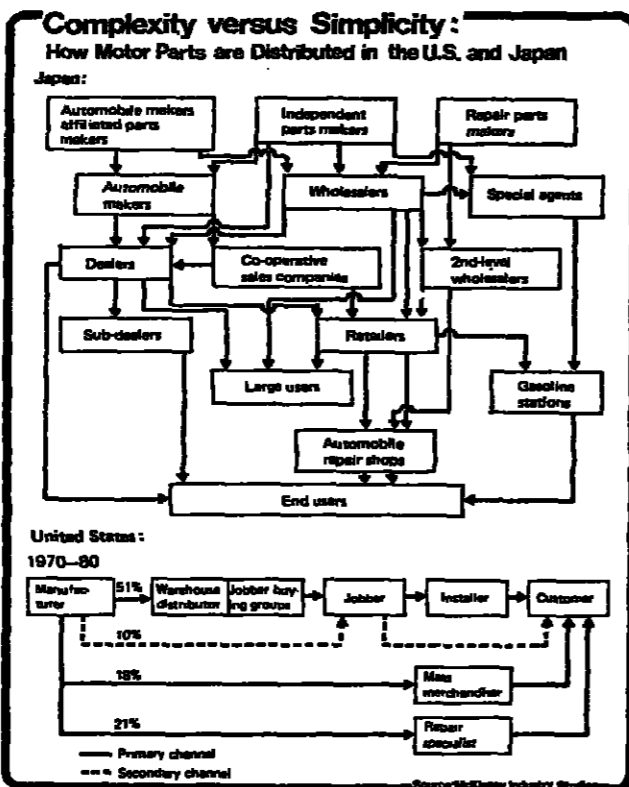 Complexity versus Simplicity:
How Motor Parts are Distributed in the U.S. and Japan
Japan:
Automobile makers
affiliated parts
makers
Independent
parts makers
Repair parts
makers
Automobile
makers
Wholesalers
Special agents
Dealers
Co-operative
sales companies
2nd-level
wholesalers
Sub-dealers
Retailers
Large users
Gasoline
stations
Automobile
repair shops
End users
United States:
1970–80
Manufac-
turer
51%
Warehouse
distributor
Jobber buy-
ing groups
Jobber
Installer
Customer
10%
18%
Mass
merchandiser
21%
Repair
specialist
Primary channel
Secondary channel
Source: McKinsey Industry Studies